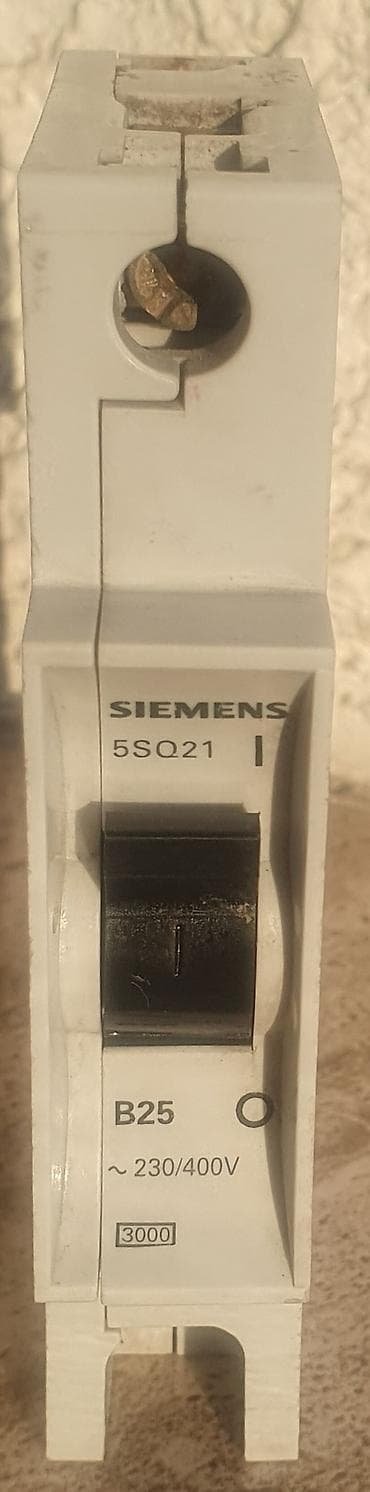 SIEMENS
5SQ21 I
I
B25 O
~ 230/400V
3000